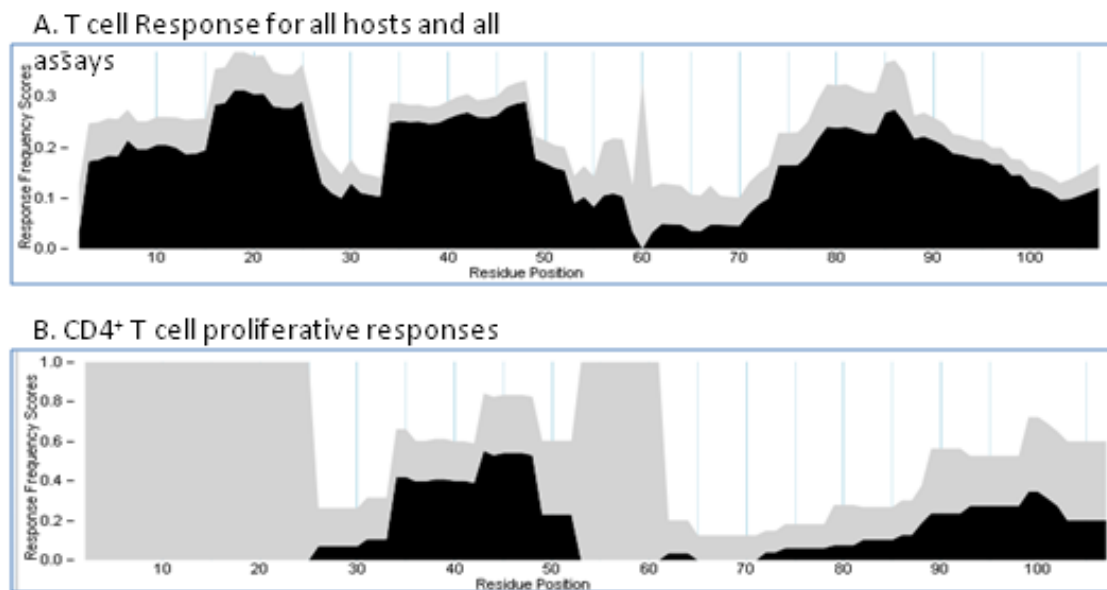 A. T cell Response for all hosts and all
assays
Response Frequency Scores
0.3
0.2
0.1
0.0
10 20 30 40 50 60 70 80 90 100
Residue Position
B. CD4⁺ T cell proliferative responses
Response Frequency Scores
1.0
0.8
0.6
0.4
0.2
0.0
10 20 30 40 50 60 70 80 90 100
Residue Position